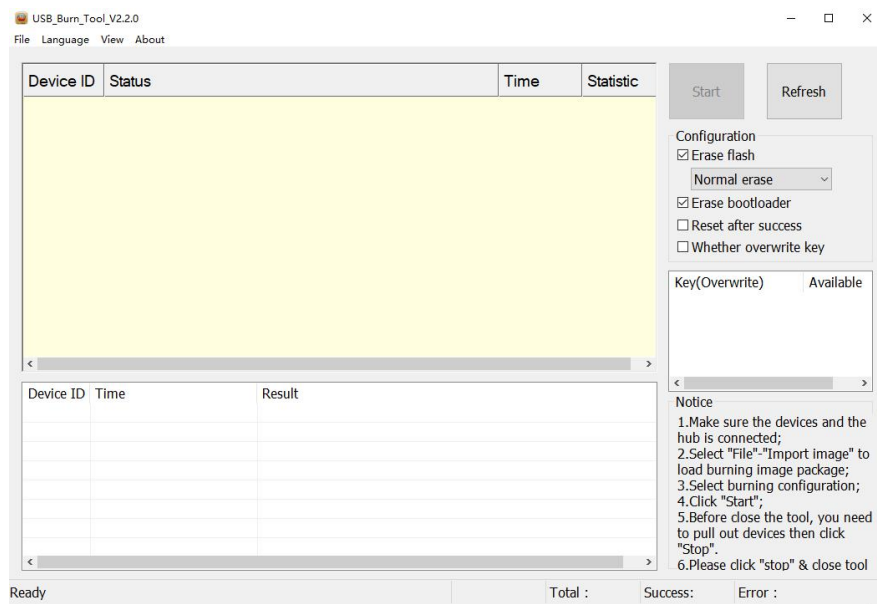 USB_Burn_Tool_V2.2.0
File Language View About
Device ID Status Time Statistic
Start Refresh
Configuration
Erase flash
Normal erase
Erase bootloader
Reset after success
Whether overwrite key
Key(Overwrite) Available
Device ID Time Result
Notice
1.Make sure the devices and the
hub is connected;
2.Select "File"-"Import image" to
load burning image package;
3.Select burning configuration;
4.Click "Start";
5.Before close the tool, you need
to pull out devices then click
"Stop".
6.Please click "stop" & close tool
Ready Total : Success: Error :